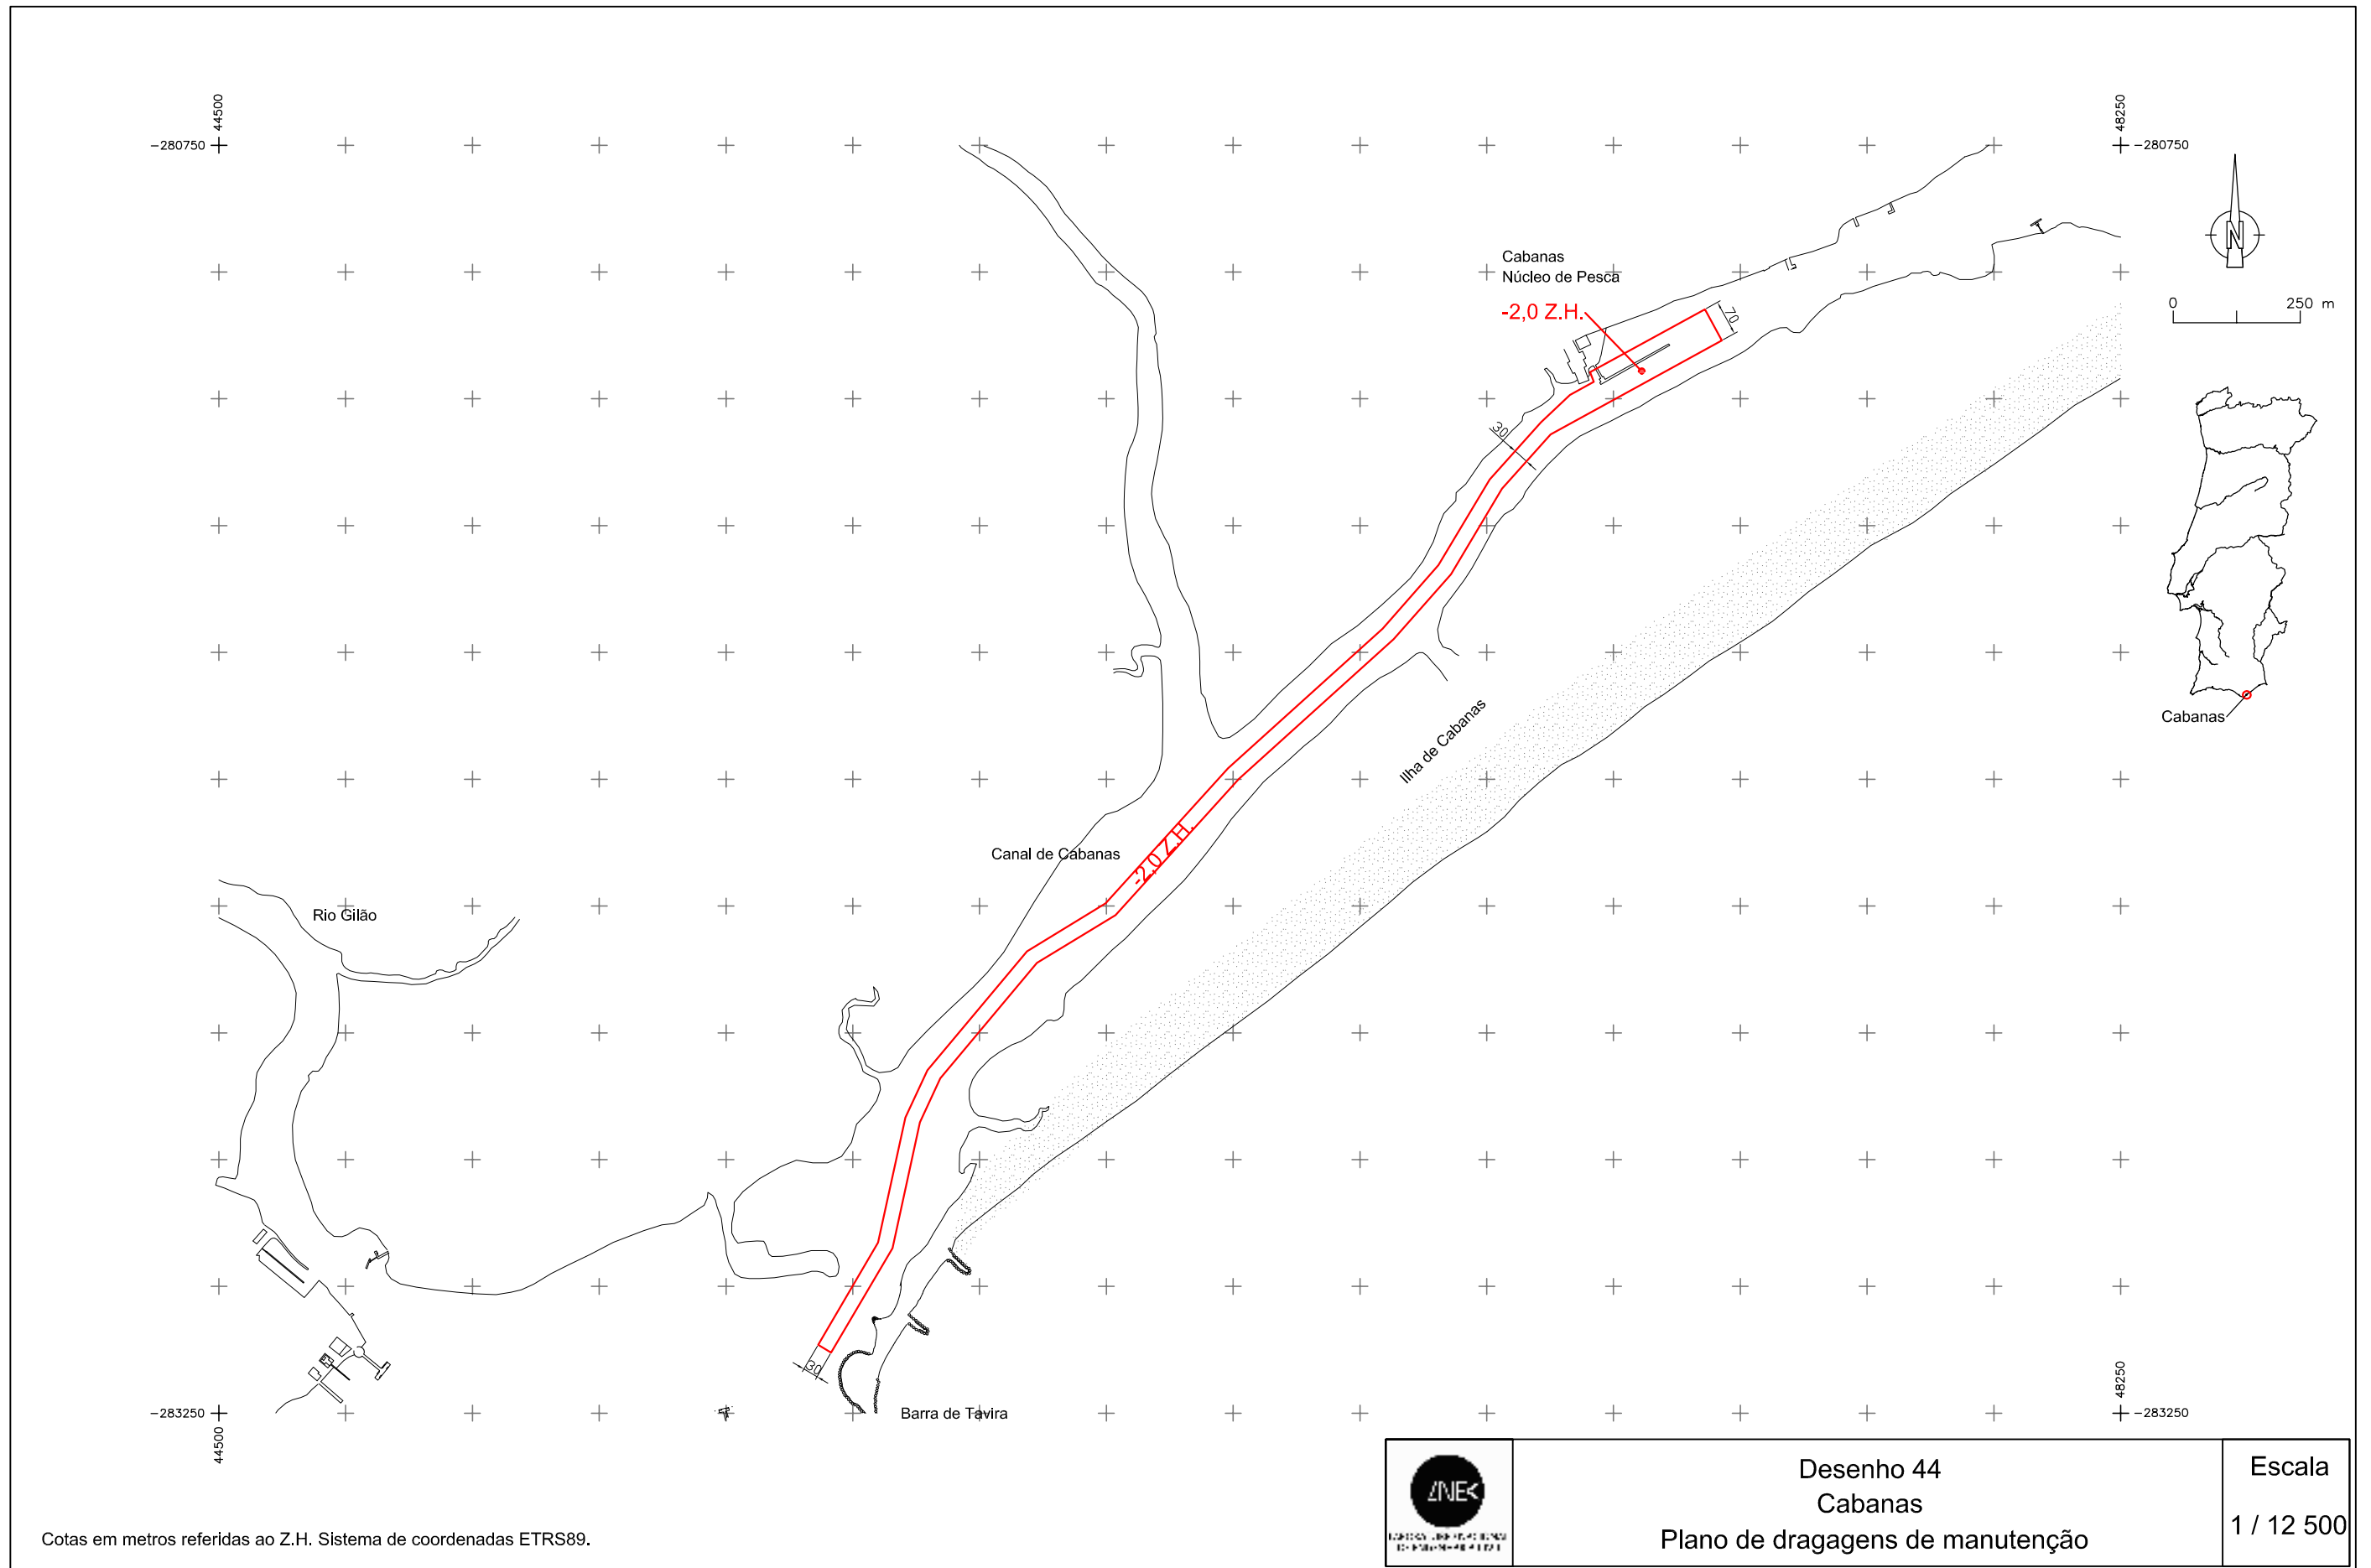 44500
48250
-280750
-280750
Cabanas
Núcleo de Pesca
-2,0 Z.H.
70
N
0
250 m
30
Cabanas
Ilha de Cabanas
-2,0 Z.H.
Canal de Cabanas
Rio Gilão
30
Barra de Tavira
-283250
-283250
44500
48250
Desenho 44
Cabanas
Plano de dragagens de manutenção
Escala
1 / 12 500
Cotas em metros referidas ao Z.H. Sistema de coordenadas ETRS89.